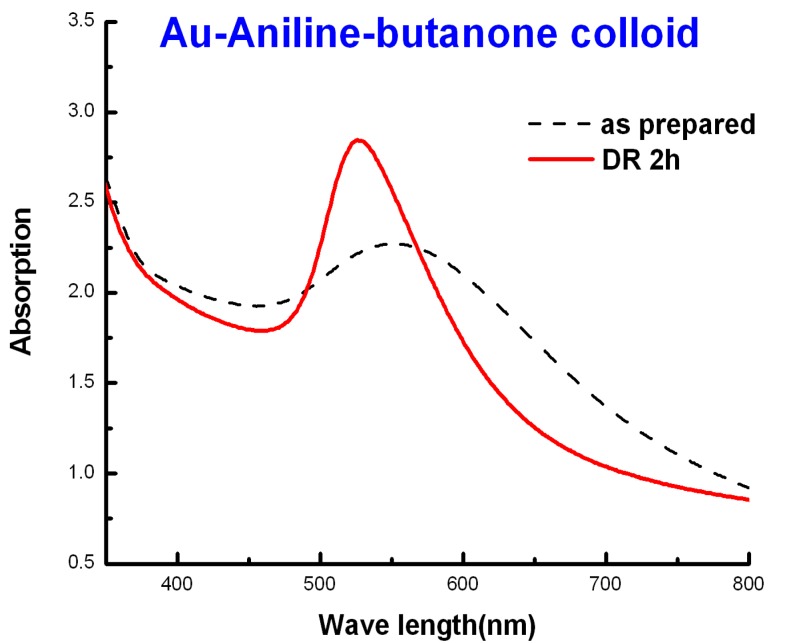 Au-Aniline-butanone colloid
as prepared
DR 2h
Absorption
3.5
3.0
2.5
2.0
1.5
1.0
0.5
400 500 600 700 800
Wave length(nm)